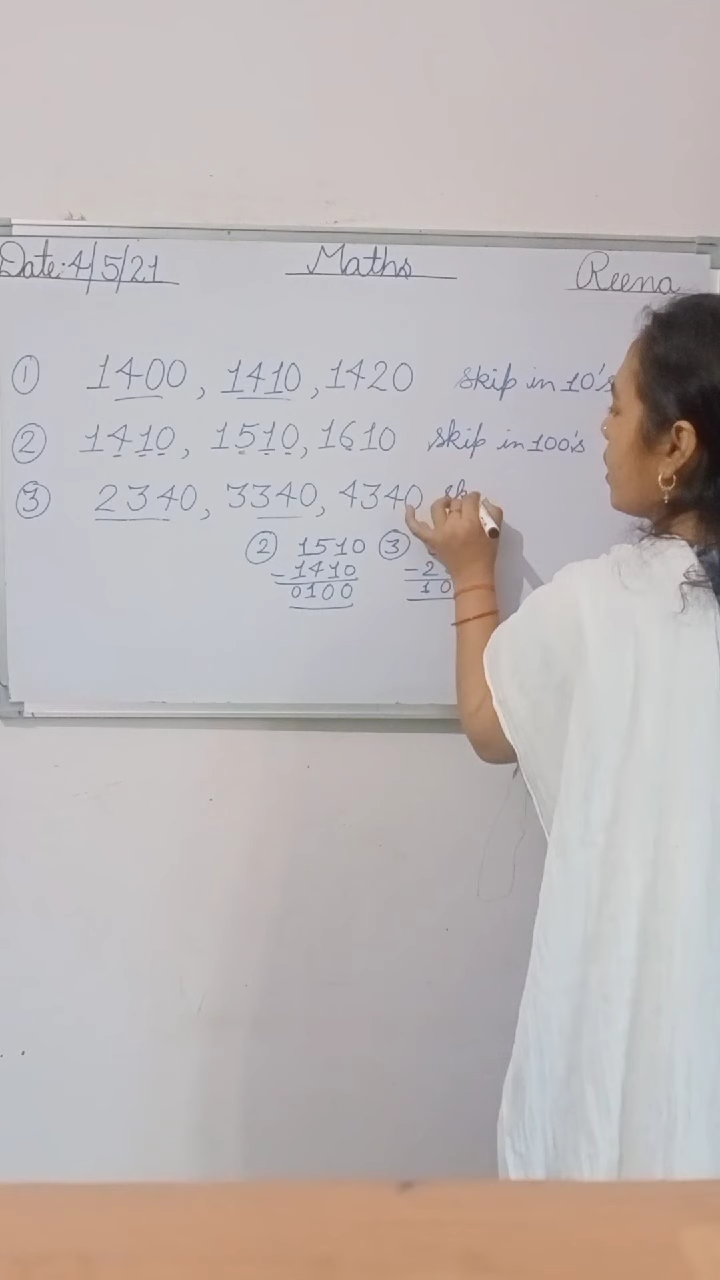 Date:4/5/21 Maths Reena
① 1400, 1410, 1420 skip in 10's
② 1410, 1510, 1610 skip in 100's
③ 2340, 3340, 4340 sk
② 1510 ③
-1410 -2
0100 10